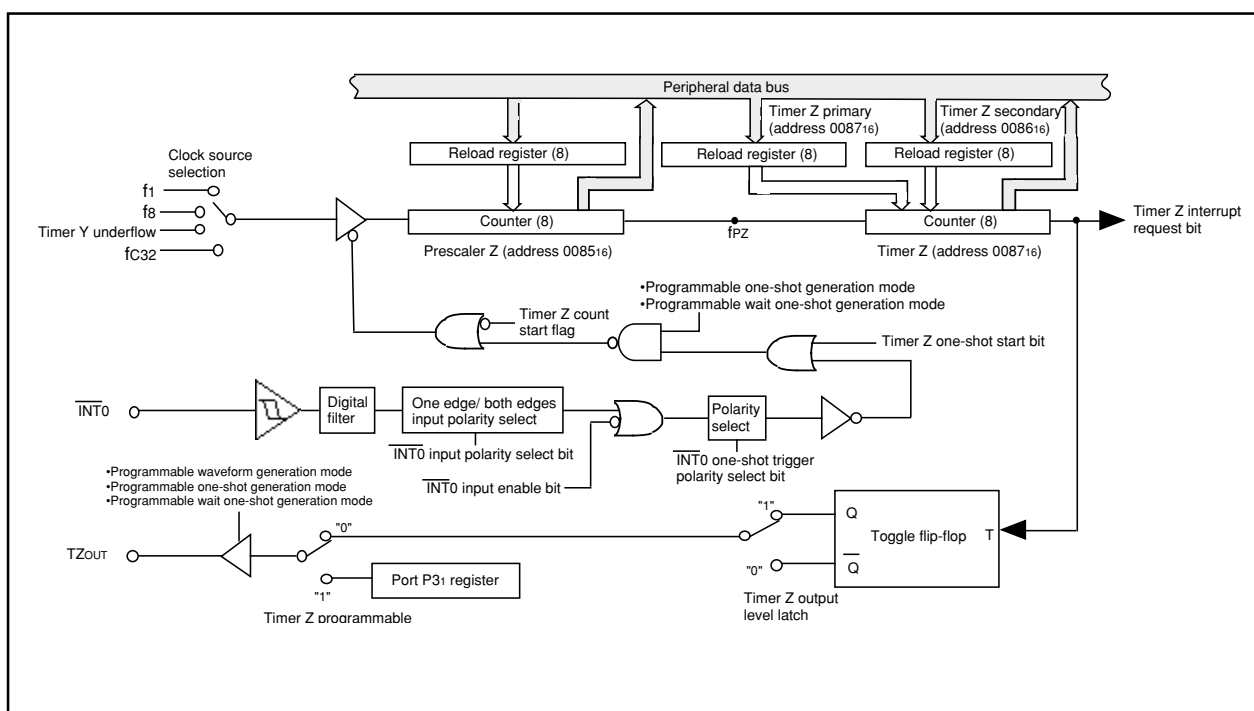 Peripheral data bus
Timer Z primary
(address 008716)
Timer Z secondary
(address 008616)
Reload register (8)
Reload register (8)
Reload register (8)
Clock source
selection
f1
f8
Timer Y underflow
fC32
Counter (8)
fPZ
Counter (8)
Timer Z interrupt
request bit
Prescaler Z (address 008516)
Timer Z (address 008716)
•Programmable one-shot generation mode
•Programmable wait one-shot generation mode
Timer Z count
start flag
Timer Z one-shot start bit
INT0
Digital
filter
One edge/ both edges
input polarity select
Polarity
select
INT0 input polarity select bit
INT0 one-shot trigger
polarity select bit
INT0 input enable bit
•Programmable waveform generation mode
•Programmable one-shot generation mode
•Programmable wait one-shot generation mode
"1"
Q
Toggle flip-flop
T
"0"
TZOUT
"0"
Q
"1"
Port P31 register
Timer Z output
level latch
Timer Z programmable